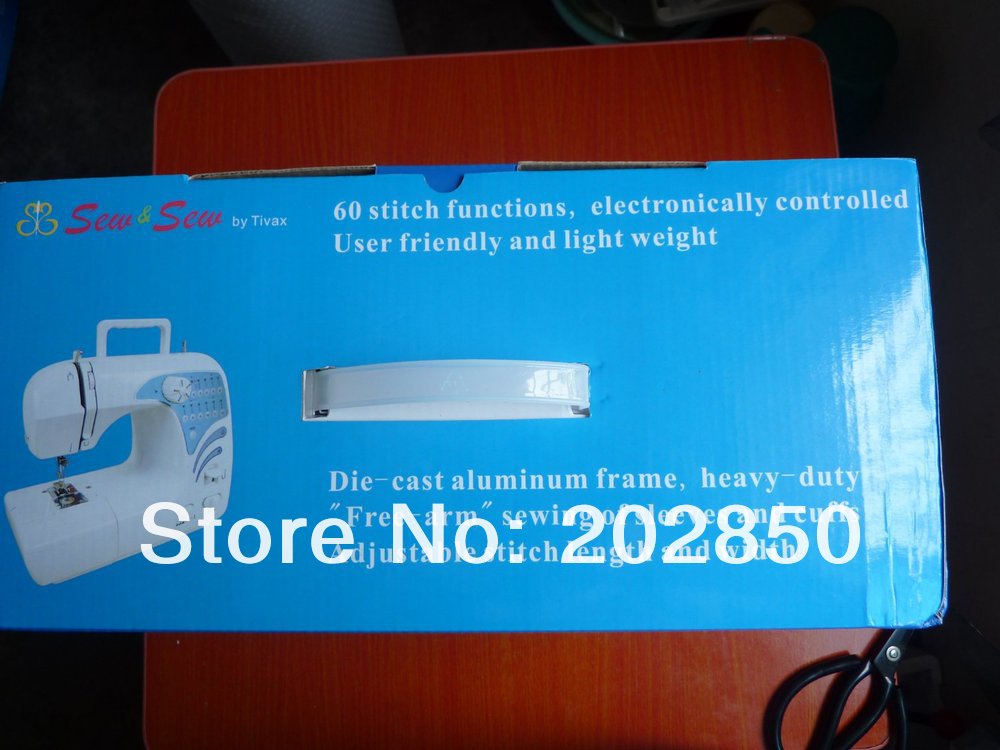 Sew & Sew by Tivax
60 stitch functions, electronically controlled
User friendly and light weight
Die-cast aluminum frame, heavy-duty
"Free-arm" sewing of sleeves and cuffs
Adjustable stitch length and width
Store No: 202850